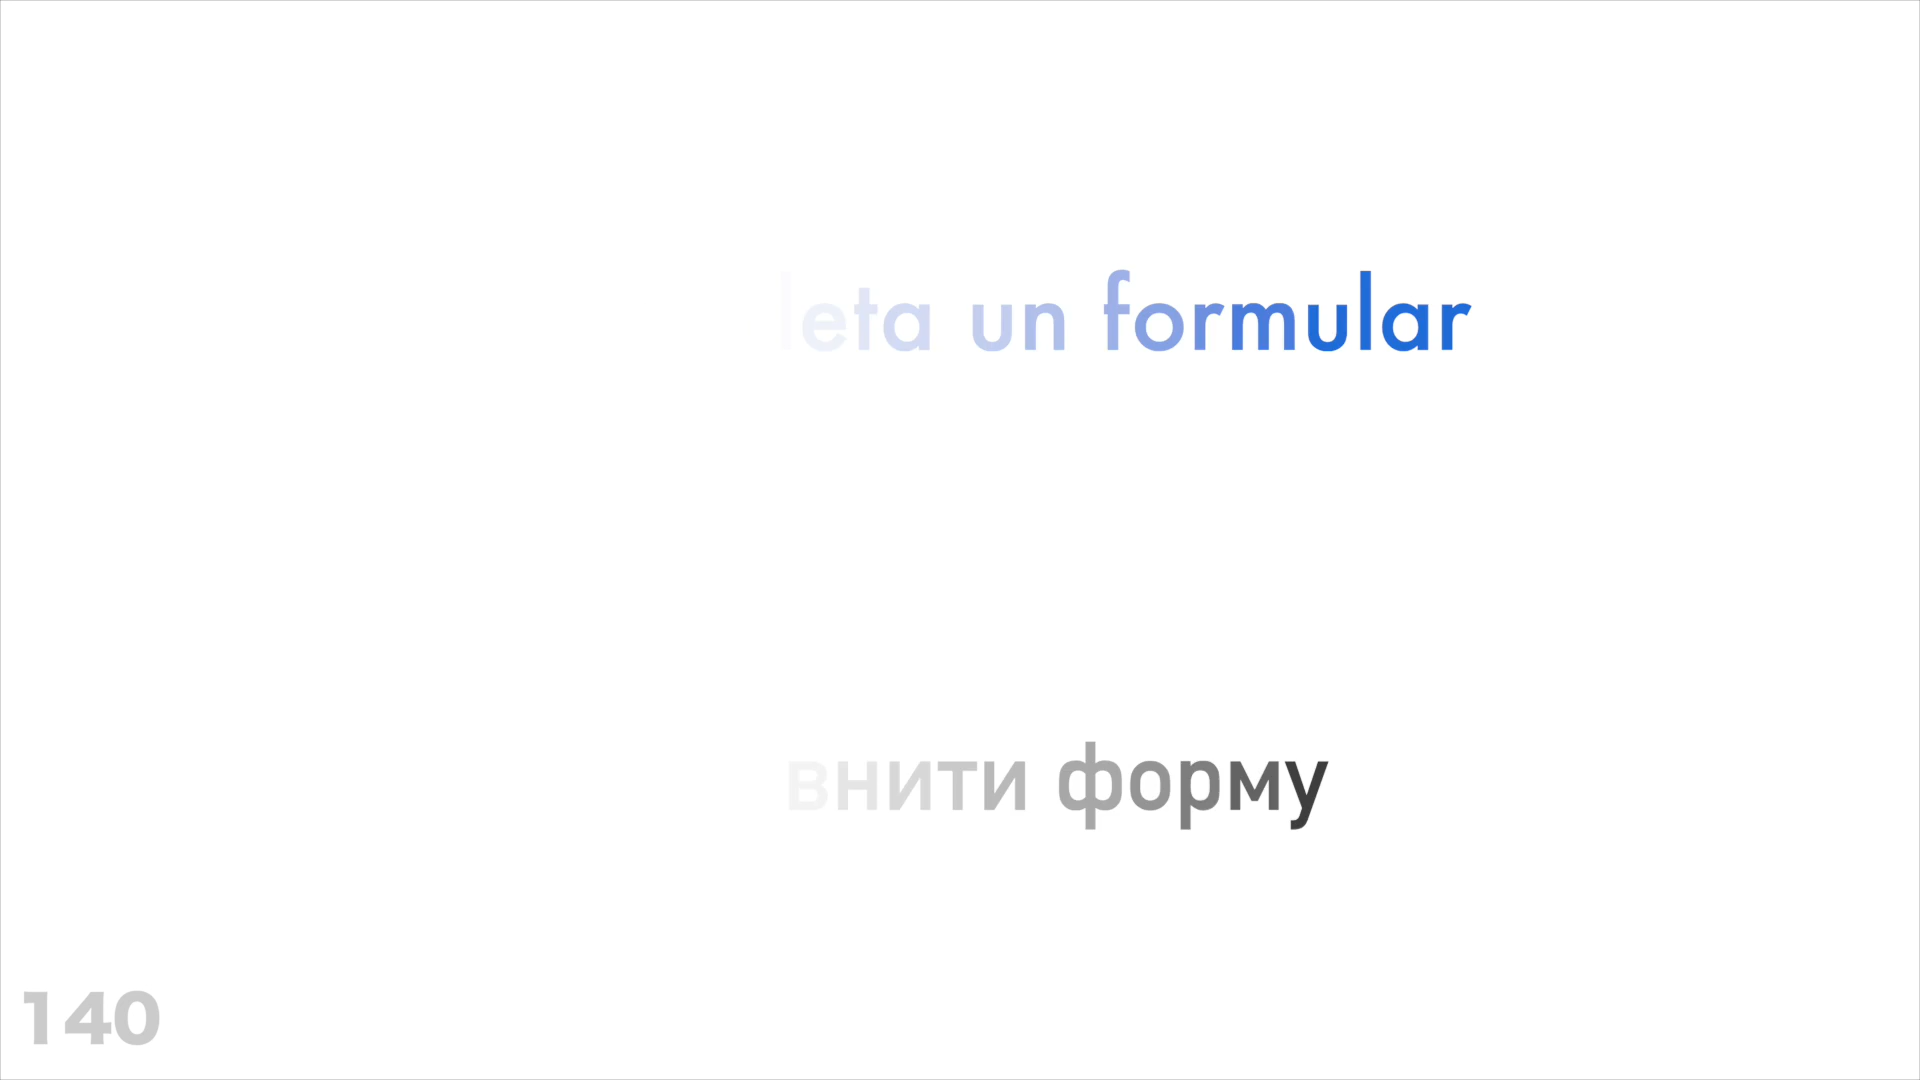 leta un formular
внити форму
140